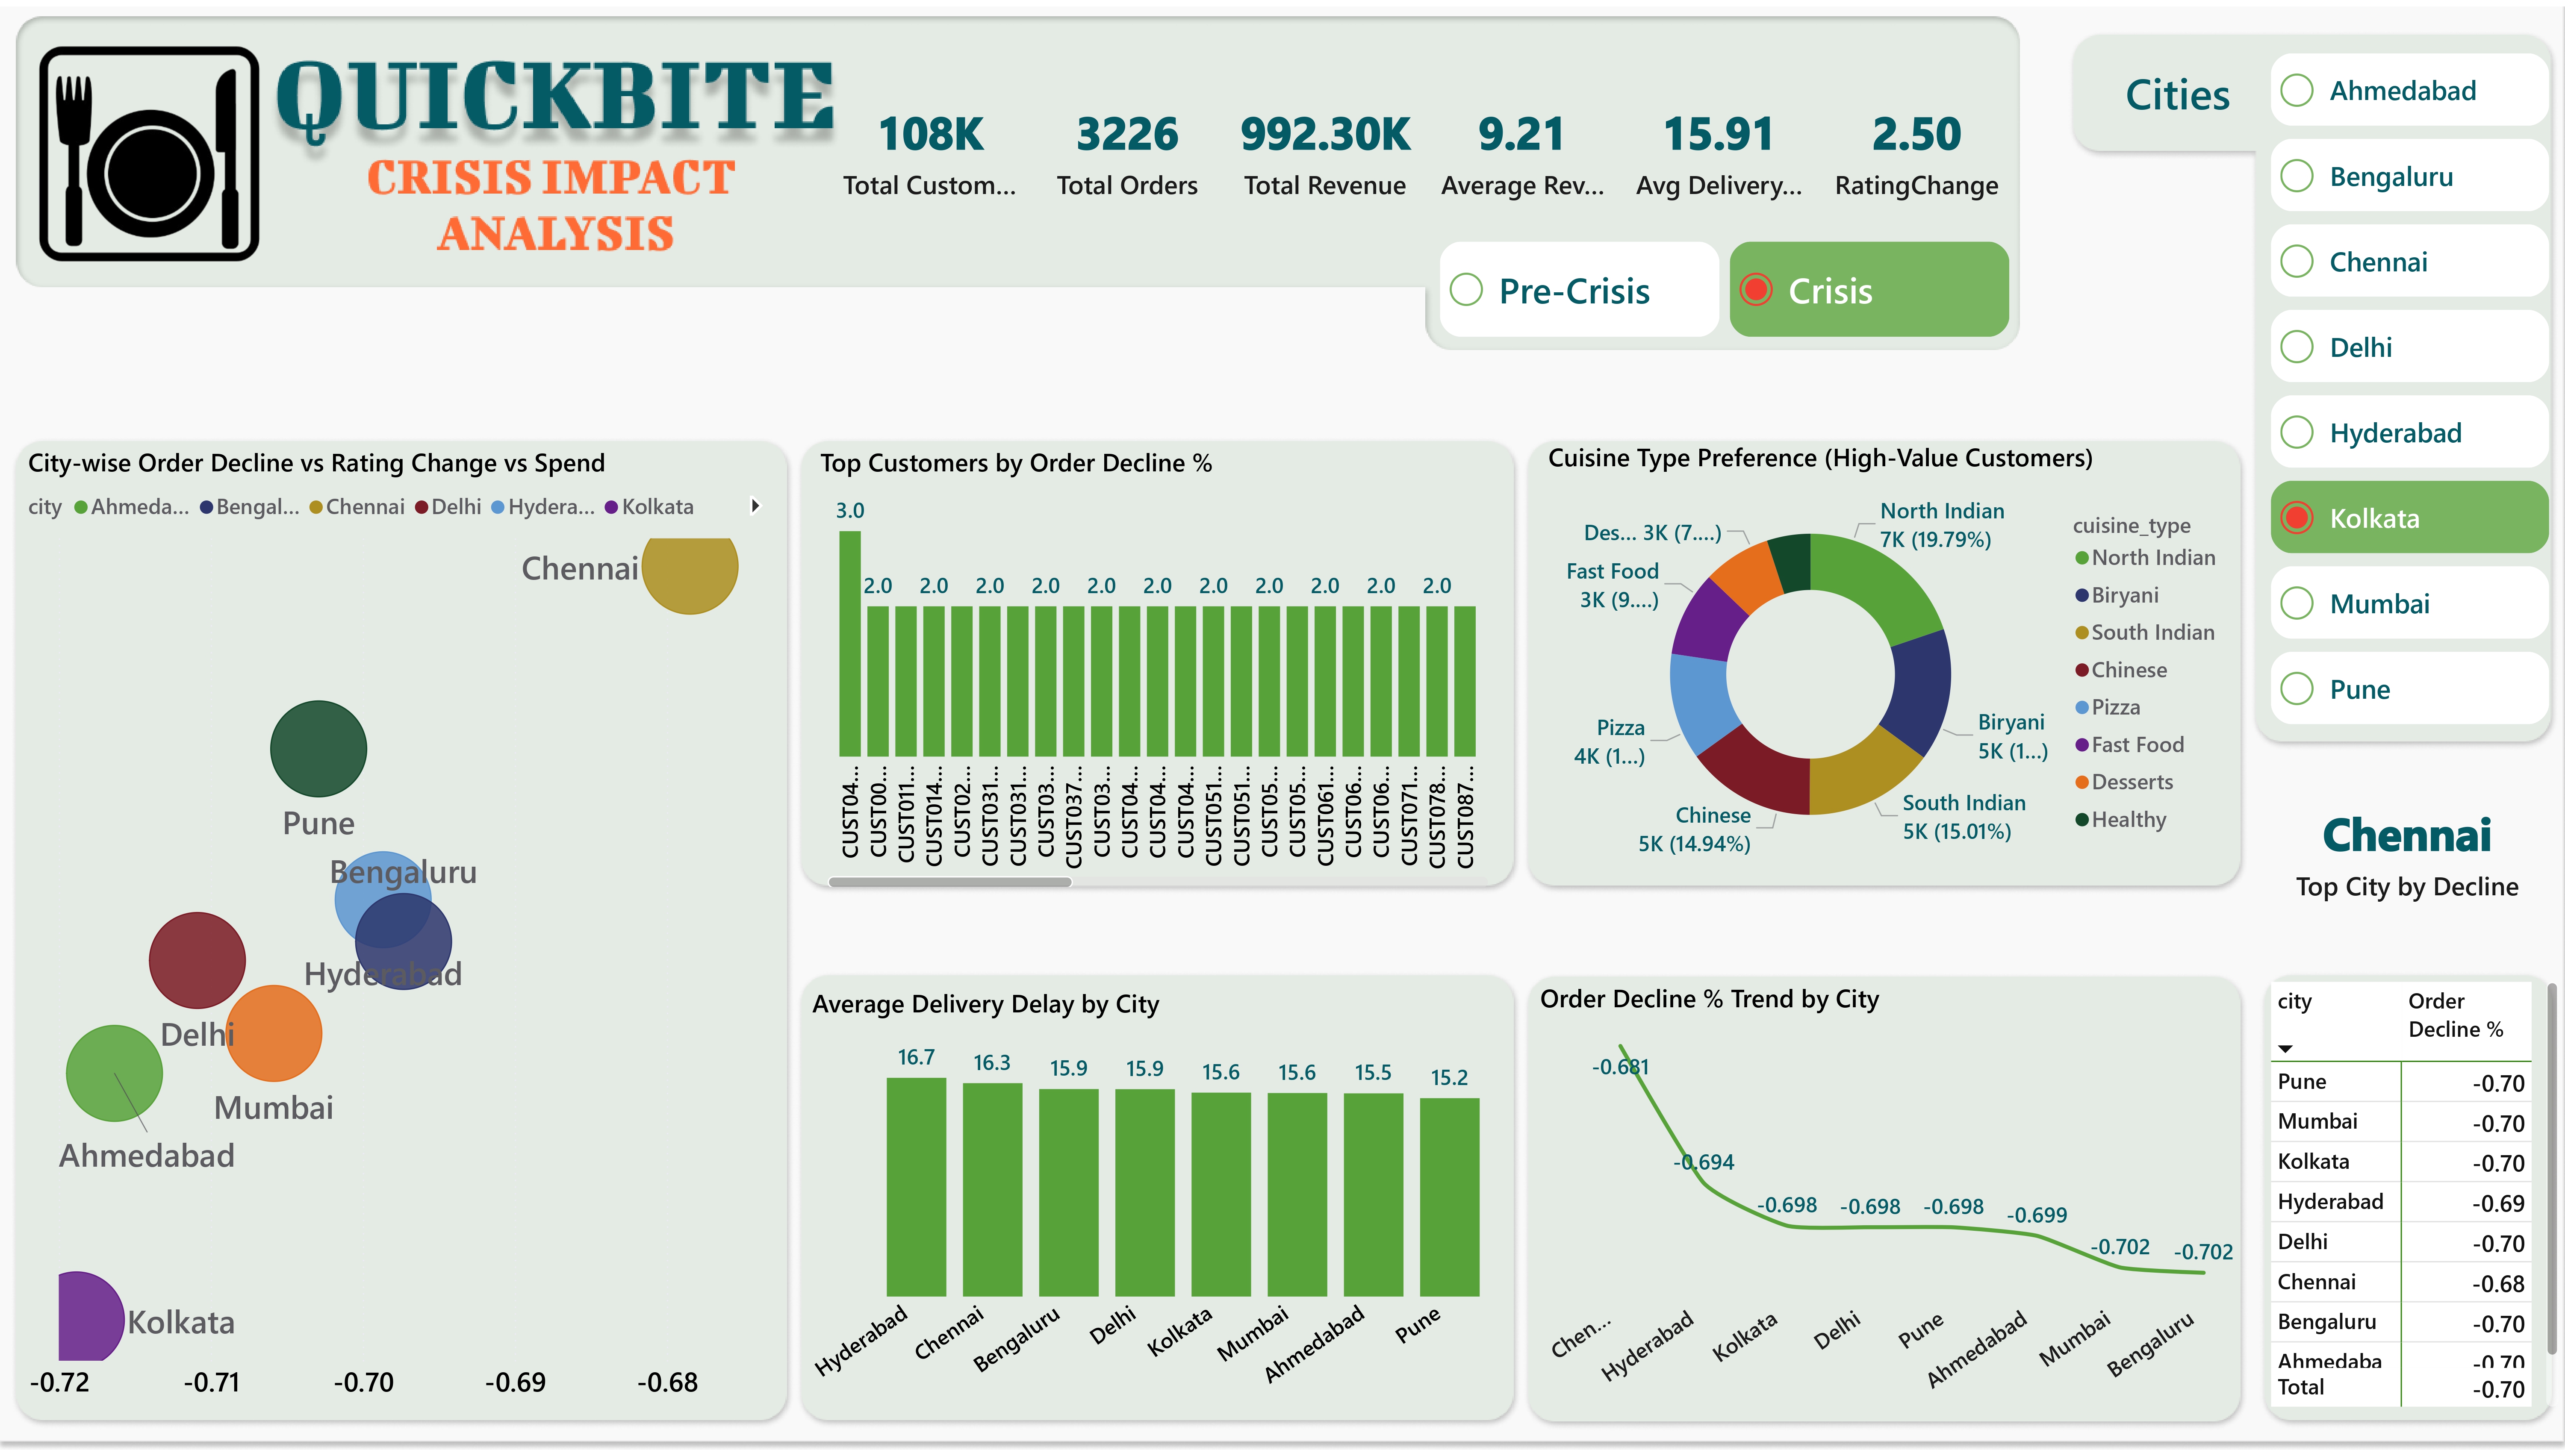 QUICKBITE
CRISIS IMPACT
ANALYSIS
108K
Total Custom...
3226
Total Orders
992.30K
Total Revenue
9.21
Average Rev...
15.91
Avg Delivery...
2.50
RatingChange
Pre-Crisis
Crisis
Cities
Ahmedabad
Bengaluru
Chennai
Delhi
Hyderabad
Kolkata
Mumbai
Pune
City-wise Order Decline vs Rating Change vs Spend
city Ahmeda... Bengal... Chennai Delhi Hydera... Kolkata
Chennai
Pune
Bengaluru
Hyderabad
Delhi
Mumbai
Ahmedabad
Kolkata
-0.72 -0.71 -0.70 -0.69 -0.68
Top Customers by Order Decline %
3.0
2.0 2.0 2.0 2.0 2.0 2.0 2.0 2.0 2.0 2.0 2.0
CUST04...
CUST00...
CUST011...
CUST014...
CUST02...
CUST031...
CUST031...
CUST03...
CUST037...
CUST03...
CUST04...
CUST04...
CUST04...
CUST051...
CUST051...
CUST05...
CUST05...
CUST061...
CUST06...
CUST06...
CUST071...
CUST078...
CUST087...
Cuisine Type Preference (High-Value Customers)
North Indian
7K (19.79%)
Biryani
5K (1...)
South Indian
5K (15.01%)
Chinese
5K (14.94%)
Pizza
4K (1...)
Fast Food
3K (9....)
Des... 3K (7....)
cuisine_type
North Indian
Biryani
South Indian
Chinese
Pizza
Fast Food
Desserts
Healthy
Chennai
Top City by Decline
Average Delivery Delay by City
16.7 16.3 15.9 15.9 15.6 15.6 15.5 15.2
Hyderabad
Chennai
Bengaluru
Delhi
Kolkata
Mumbai
Ahmedabad
Pune
Order Decline % Trend by City
-0.681
-0.694
-0.698
-0.698
-0.698
-0.699
-0.702
-0.702
Chen...
Hyderabad
Kolkata
Delhi
Pune
Ahmedabad
Mumbai
Bengaluru
city Order
Decline %
Pune -0.70
Mumbai -0.70
Kolkata -0.70
Hyderabad -0.69
Delhi -0.70
Chennai -0.68
Bengaluru -0.70
Ahmedaba -0.70
Total -0.70